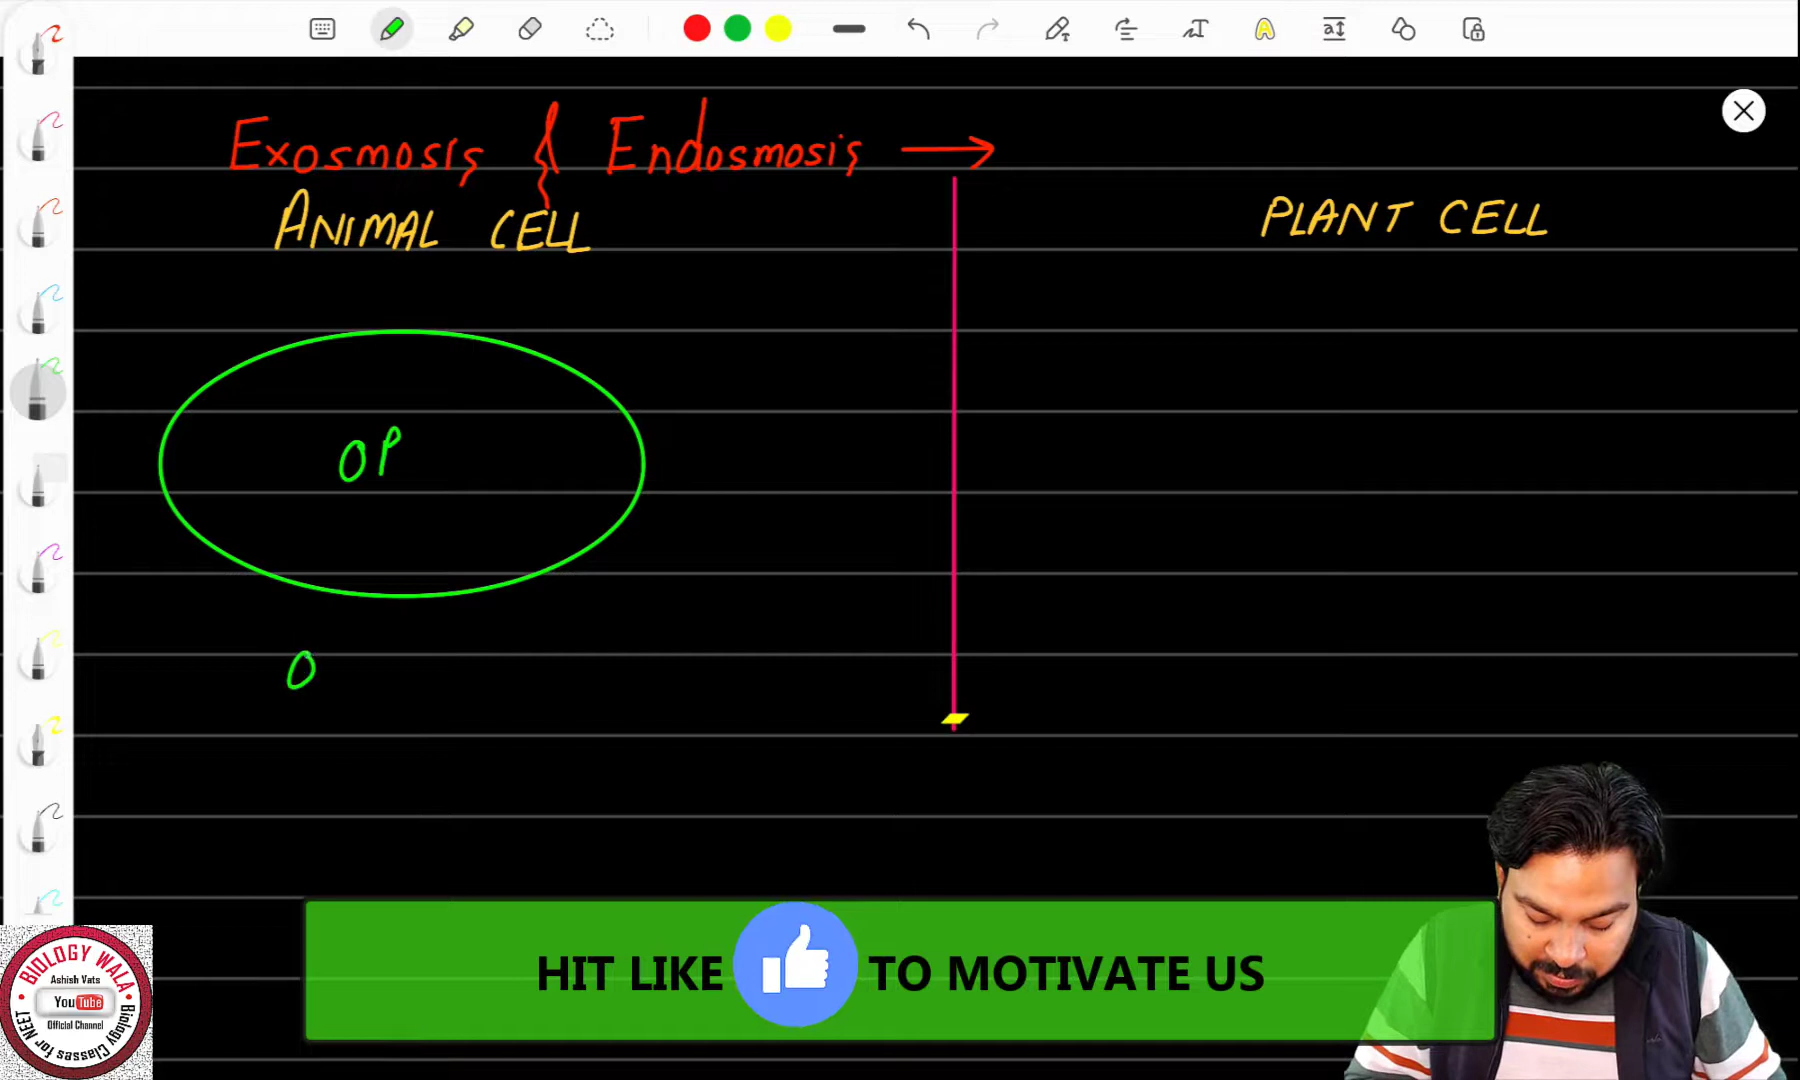 Exosmosis & Endosmosis →
ANIMAL CELL
PLANT CELL
OP
O
HIT LIKE TO MOTIVATE US
BIOLOGY WALA
Ashish Vats
YouTube
Official Channel
Biology Classes for NEET